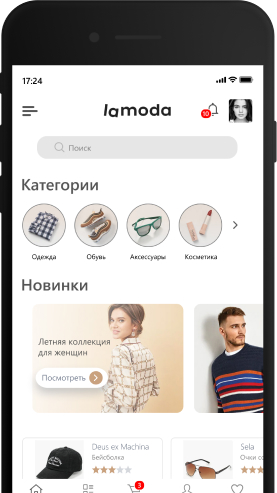 17:24
lamoda
10
Поиск
Категории
Одежда
Обувь
Аксессуары
Косметика
Новинки
Летняя коллекция
для женщин
Посмотреть
Deus ex Machina
Бейсболка
Sela
Очки со
3